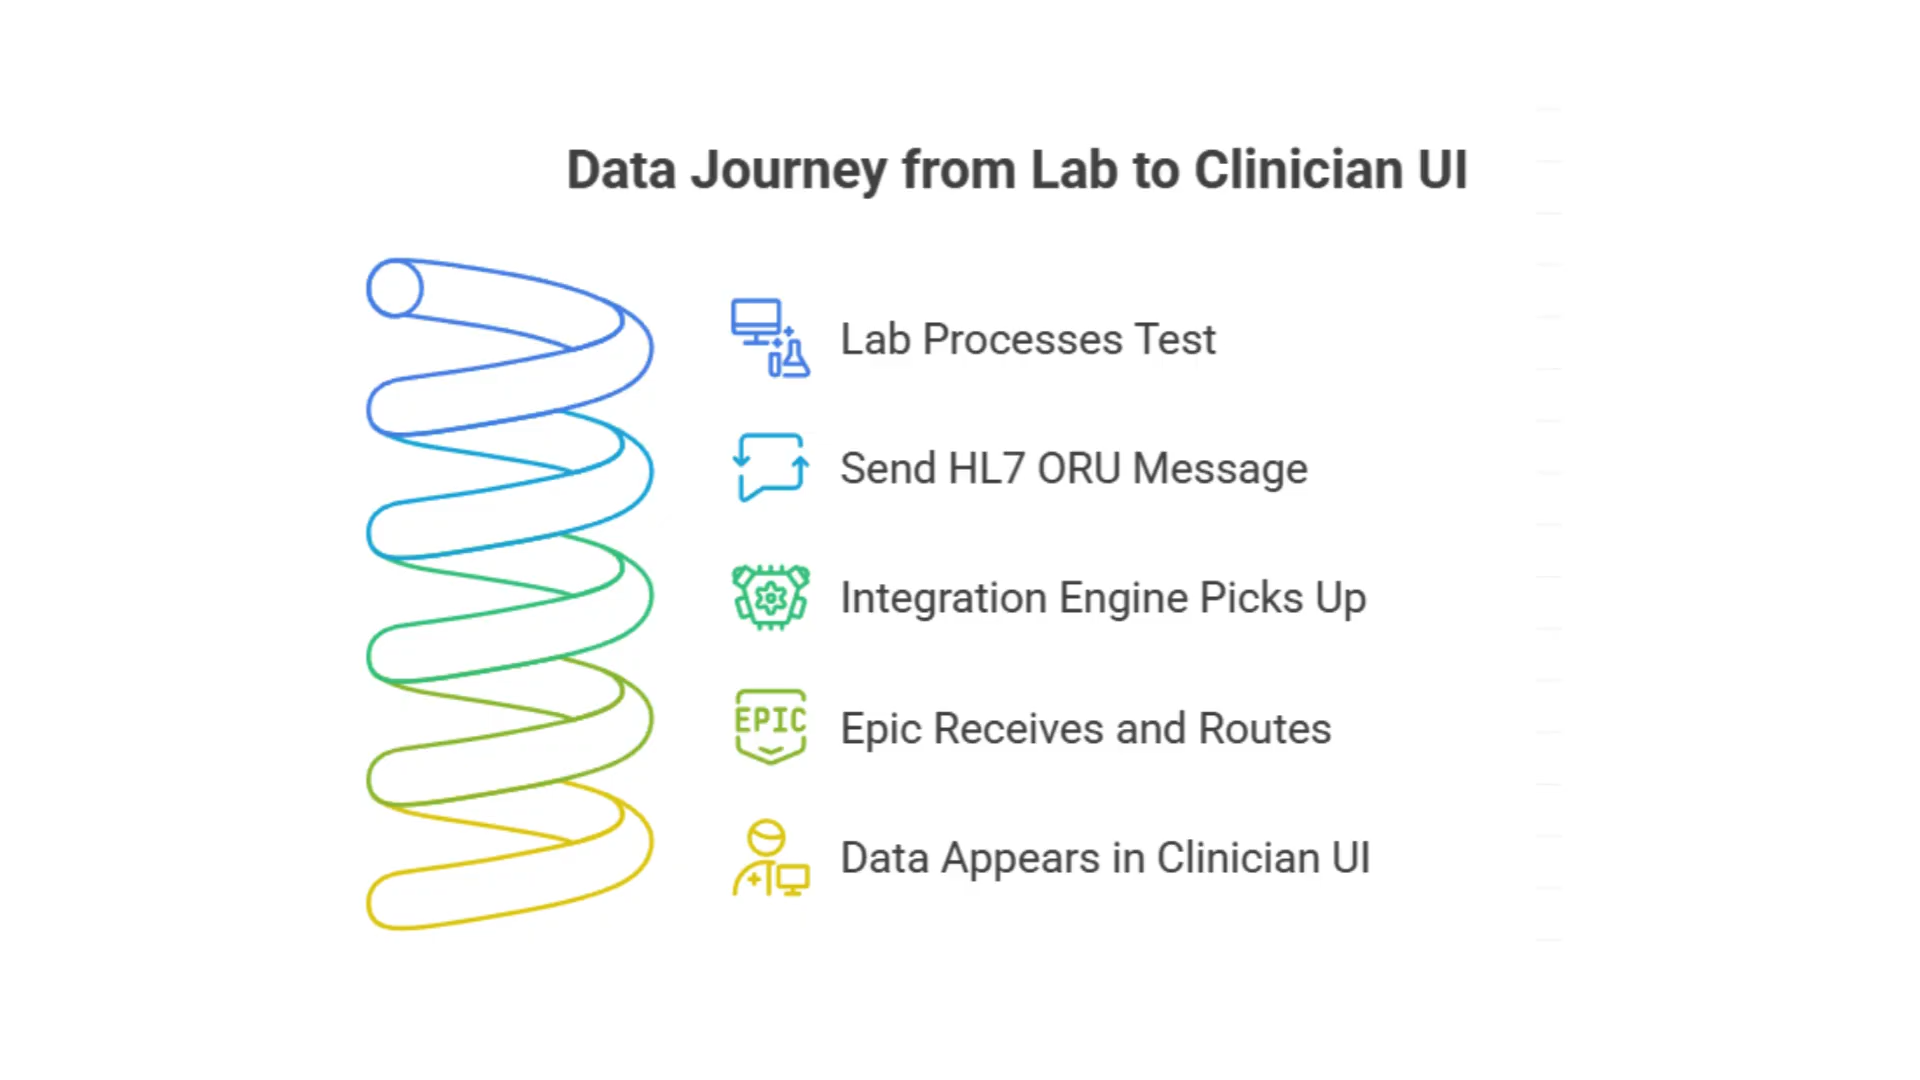 Data Journey from Lab to Clinician UI
Lab Processes Test
Send HL7 ORU Message
Integration Engine Picks Up
EPIC
Epic Receives and Routes
Data Appears in Clinician UI